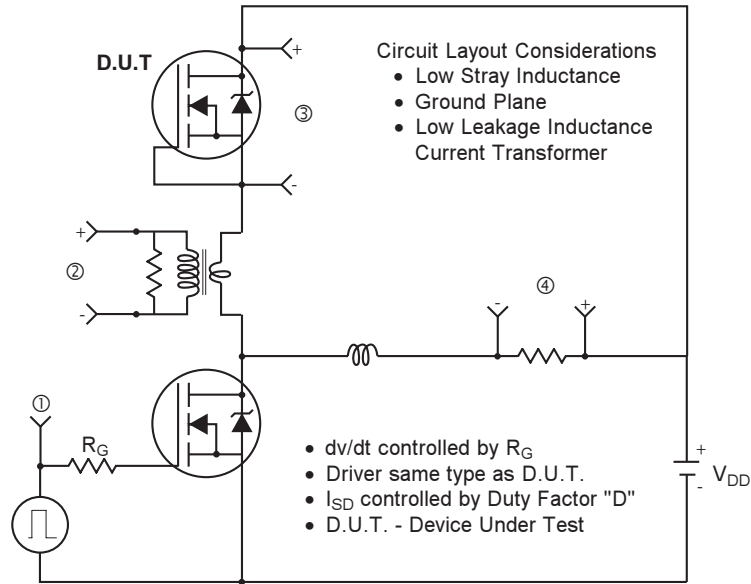 D.U.T
+
Circuit Layout Considerations
• Low Stray Inductance
• Ground Plane
• Low Leakage Inductance
Current Transformer
③
-
+
②
-
④
-
+
①
R_G
+
V_DD
-
• dv/dt controlled by R_G
• Driver same type as D.U.T.
• I_SD controlled by Duty Factor "D"
• D.U.T. - Device Under Test